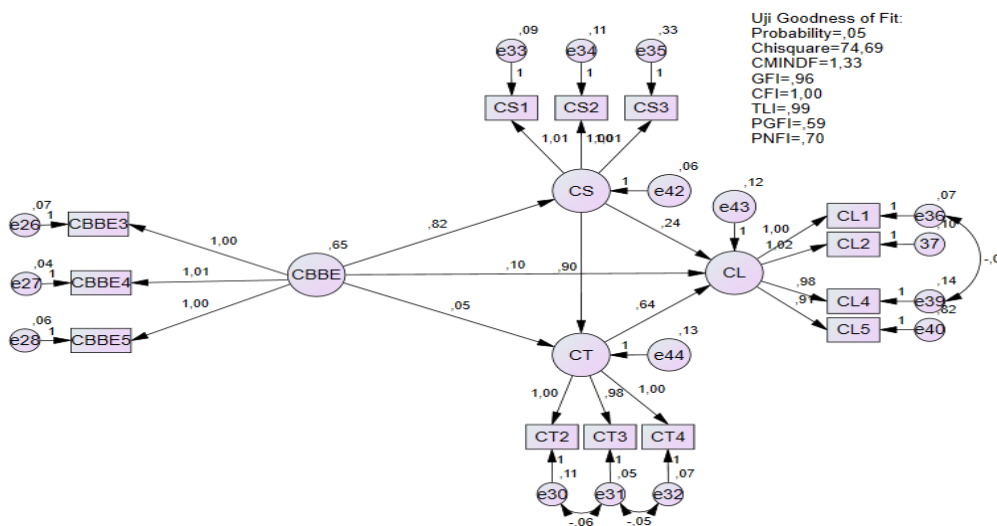 Uji Goodness of Fit:
Probability=,05
Chisquare=74,69
CMINDF=1,33
GFI=,96
CFI=1,00
TLI=,99
PGFI=,59
PNFI=,70
,09
,11
,33
e33
e34
e35
1
1
1
CS1
CS2
CS3
1,01
1,00
1,01
,06
CS
1
e42
,12
e43
1
,07
e26
1
CBBE3
1,00
,04
e27
1
CBBE4
1,01
,06
e28
1
CBBE5
1,00
,65
CBBE
,82
,10
,05
,90
,24
,64
CL
1,00
1,02
,98
,91
CL1
1
,07
e36
CL2
1
,10
37
CL4
1
,14
e39
CL5
1
e40
CT
1
,13
e44
1,00
,98
1,00
CT2
CT3
CT4
1
1
1
,11
,05
,07
e30
e31
e32
-,06
-,05